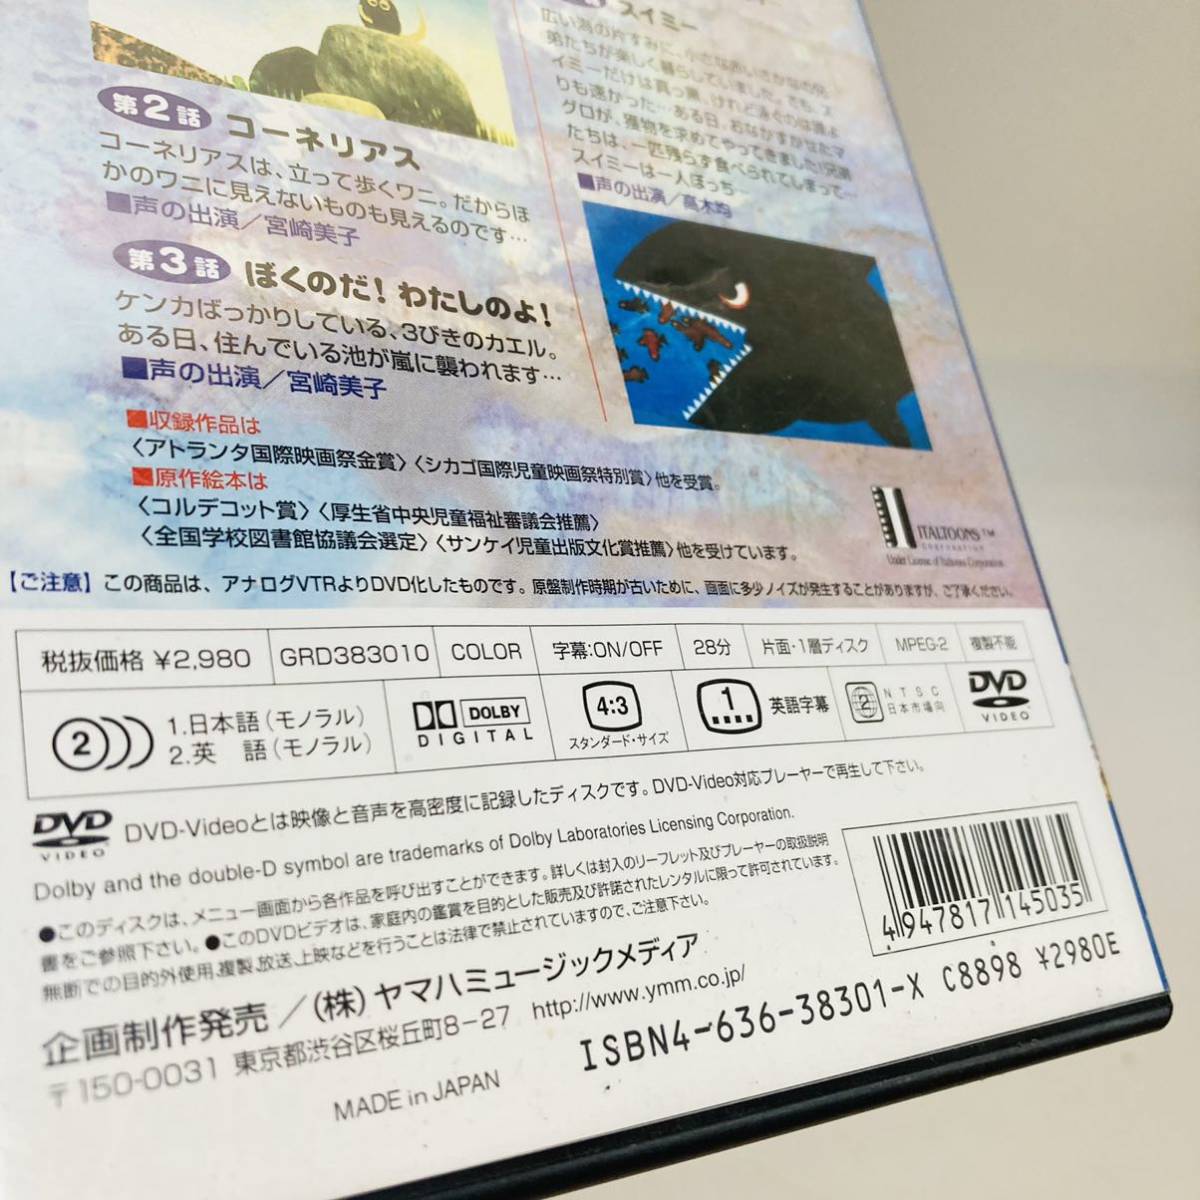 第2話 コーネリアス
コーネリアスは、立って歩くワニ。だからほ
かのワニに見えないものも見えるのです…
■声の出演／宮崎美子
第3話 ぼくのだ！わたしのよ！
ケンカばっかりしている、3びきのカエル。
ある日、住んでいる池が嵐に襲われます…
■声の出演／宮崎美子
スイミー
広い海の片すみに、小さな赤いさかなの兄
弟たちが楽しく暮らしていました。でも、ス
イミーだけは真っ黒、けれど泳ぐのは誰よ
りも速かった…ある日、おなかすかせたマ
グロが、獲物を求めてやってきました！兄弟
たちは、一匹残らず食べられてしまって…
スイミーは一人ぼっち…
■声の出演／高木均
■収録作品は
〈アトランタ国際映画祭金賞〉〈シカゴ国際児童映画祭特別賞〉他を受賞。
■原作絵本は
〈コルデコット賞〉〈厚生省中央児童福祉審議会推薦〉
〈全国学校図書館協議会選定〉〈サンケイ児童出版文化賞推薦〉他を受けています。
ITALTOONS™
CORPORATION
Under License of Italtoons Corporation
【ご注意】この商品は、アナログVTRよりDVD化したものです。原盤制作時期が古いために、画面に多少ノイズが発生することがありますが、ご了承ください。
税抜価格 ¥2,980 GRD383010 COLOR 字幕:ON/OFF 28分 片面・1層ディスク MPEG-2 複製不能
2 1.日本語(モノラル)
2.英　語(モノラル)
DOLBY
DIGITAL
4:3
スタンダード・サイズ
1 英語字幕
2 NTSC
日本市場向
DVD
VIDEO
DVD
VIDEO
DVD-Videoとは映像と音声を高密度に記録したディスクです。DVD-Video対応プレーヤーで再生して下さい。
Dolby and the double-D symbol are trademarks of Dolby Laboratories Licensing Corporation.
●このディスクは、メニュー画面から各作品を呼び出すことができます。詳しくは封入のリーフレット及びプレーヤーの取扱説明
書をご参照下さい。●このDVDビデオは、家庭内の鑑賞を目的とした販売及び許諾されたレンタルに限って許可されています。
無断での目的外使用,複製,放送,上映などを行うことは法律で禁止されていますので、ご注意下さい。
企画制作発売／(株)ヤマハミュージックメディア
〒150-0031 東京都渋谷区桜丘町8-27 http://www.ymm.co.jp/
MADE in JAPAN
4 947817 145035
ISBN4-636-38301-X C8898 ¥2980E